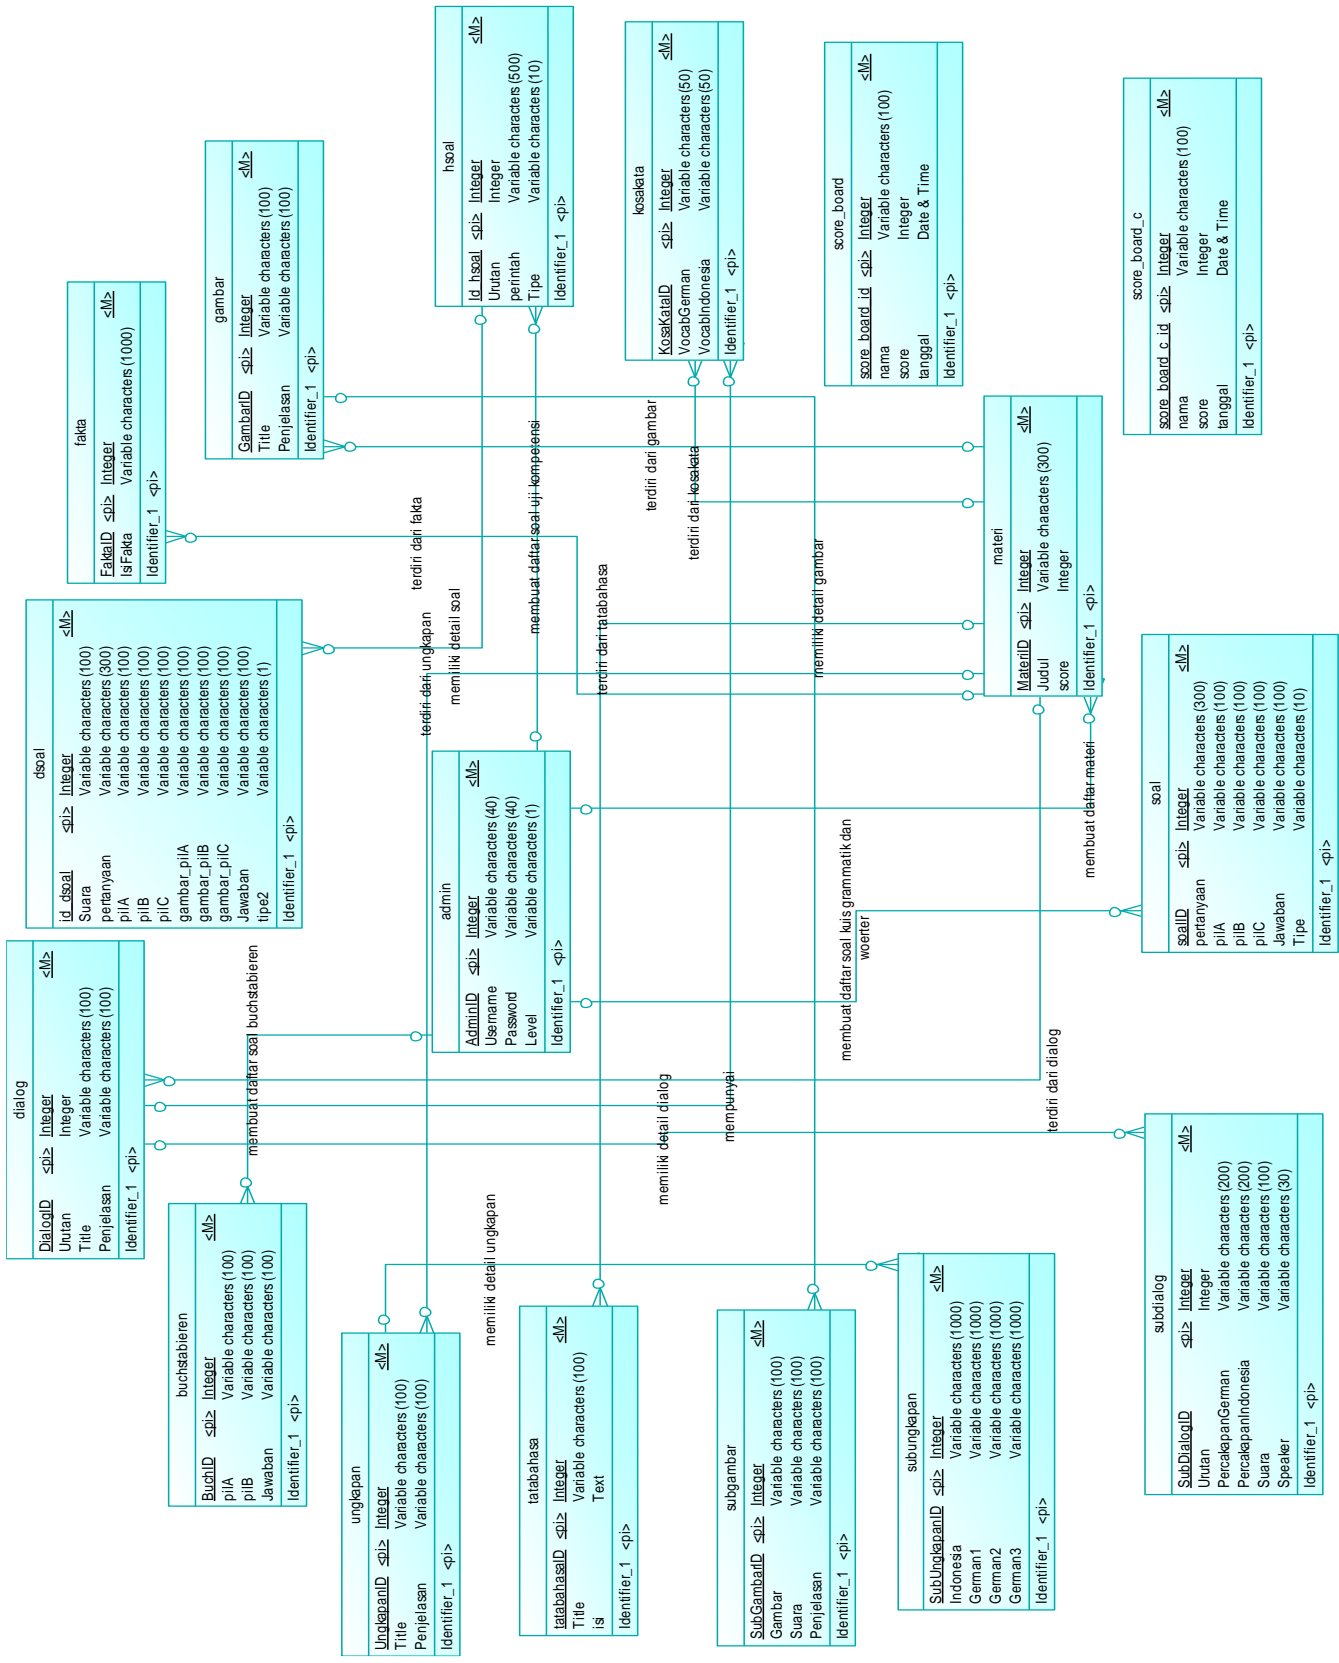 dialog
DialogID <pi> Integer <M>
Urutan Integer
Title Variable characters (100)
Penjelasan Variable characters (100)
Identifier_1 <pi>
dsoal
id_dsoal <pi> Integer <M>
Suara Variable characters (100)
pertanyaan Variable characters (300)
pilA Variable characters (100)
pilB Variable characters (100)
pilC Variable characters (100)
gambar_pilA Variable characters (100)
gambar_pilB Variable characters (100)
gambar_pilC Variable characters (100)
Jawaban Variable characters (100)
tipe2 Variable characters (1)
Identifier_1 <pi>
fakta
FaktaID <pi> Integer <M>
IsiFakta Variable characters (1000)
Identifier_1 <pi>
gambar
GambarID <pi> Integer <M>
Title Variable characters (100)
Penjelasan Variable characters (100)
Identifier_1 <pi>
hsoal
Id_hsoal <pi> Integer <M>
Urutan Integer
perintah Variable characters (500)
Tipe Variable characters (10)
Identifier_1 <pi>
buchstabieren
BuchID <pi> Integer <M>
pilA Variable characters (100)
pilB Variable characters (100)
Jawaban Variable characters (100)
Identifier_1 <pi>
membuat daftar soal buchstabieren
ungkapan
UngkapanID <pi> Integer <M>
Title Variable characters (100)
Penjelasan Variable characters (100)
Identifier_1 <pi>
admin
AdminID <pi> Integer <M>
Username Variable characters (40)
Password Variable characters (40)
Level Variable characters (1)
Identifier_1 <pi>
terdiri dari fakta
terdiri dari ungkapan
memiliki detail soal
memiliki detail ungkapan
membuat daftar soal uji kompetensi
tatabahasa
tatabahasaID <pi> Integer <M>
Title Variable characters (100)
isi Text
Identifier_1 <pi>
terdiri dari tatabahasa
kosakata
KosaKataID <pi> Integer <M>
VocabGerman Variable characters (50)
VocabIndonesia Variable characters (50)
Identifier_1 <pi>
terdiri dari gambar
memiliki detail dialog
terdiri dari kosakata
mempunyai
subgambar
SubGambarID <pi> Integer <M>
Gambar Variable characters (100)
Suara Variable characters (100)
Penjelasan Variable characters (100)
Identifier_1 <pi>
memiliki detail gambar
score_board
score_board_id <pi> Integer <M>
nama Variable characters (100)
score Integer
tanggal Date & Time
Identifier_1 <pi>
membuat daftar soal kuis grammatik dan
woerter
subungkapan
SubUngkapanID <pi> Integer <M>
Indonesia Variable characters (1000)
German1 Variable characters (1000)
German2 Variable characters (1000)
German3 Variable characters (1000)
Identifier_1 <pi>
materi
MateriID <pi> Integer <M>
Judul Variable characters (300)
score Integer
Identifier_1 <pi>
terdiri dari dialog
membuat daftar materi
score_board_c
score_board_c_id <pi> Integer <M>
nama Variable characters (100)
score Integer
tanggal Date & Time
Identifier_1 <pi>
subdialog
SubDialogID <pi> Integer <M>
Urutan Integer
PercakapanGerman Variable characters (200)
PercakapanIndonesia Variable characters (200)
Suara Variable characters (100)
Speaker Variable characters (30)
Identifier_1 <pi>
soal
soalID <pi> Integer <M>
pertanyaan Variable characters (300)
pilA Variable characters (100)
pilB Variable characters (100)
pilC Variable characters (100)
Jawaban Variable characters (100)
Tipe Variable characters (10)
Identifier_1 <pi>